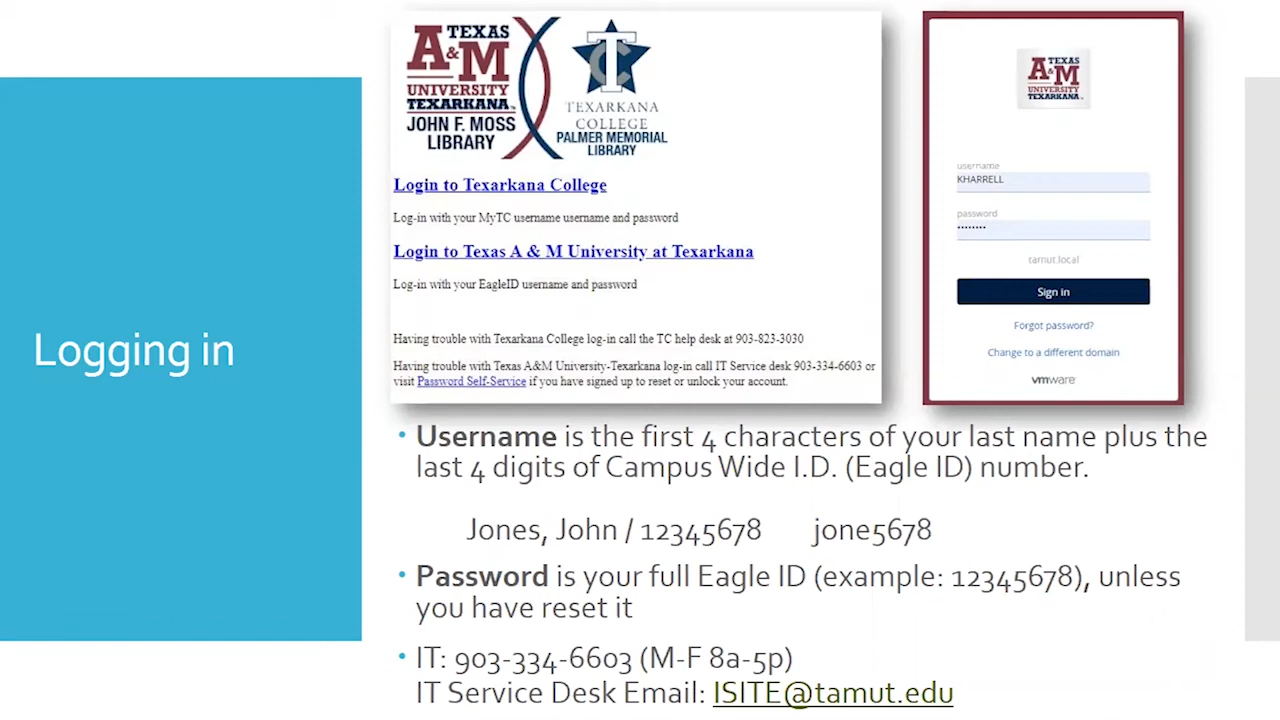 Logging in
TEXAS
A&M
UNIVERSITY
TEXARKANA™
JOHN F. MOSS
LIBRARY
TC
TEXARKANA
COLLEGE
PALMER MEMORIAL
LIBRARY
Login to Texarkana College
Log-in with your MyTC username username and password
Login to Texas A & M University at Texarkana
Log-in with your EagleID username and password
Having trouble with Texarkana College log-in call the TC help desk at 903-823-3030
Having trouble with Texas A&M University-Texarkana log-in call IT Service desk 903-334-6603 or
visit Password Self-Service if you have signed up to reset or unlock your account.
TEXAS
A&M
UNIVERSITY
TEXARKANA
username
KHARRELL
password
••••••••
tamut.local
Sign in
Forgot password?
Change to a different domain
vmware
• Username is the first 4 characters of your last name plus the
last 4 digits of Campus Wide I.D. (Eagle ID) number.
Jones, John / 12345678 jone5678
• Password is your full Eagle ID (example: 12345678), unless
you have reset it
• IT: 903-334-6603 (M-F 8a-5p)
IT Service Desk Email: ISITE@tamut.edu